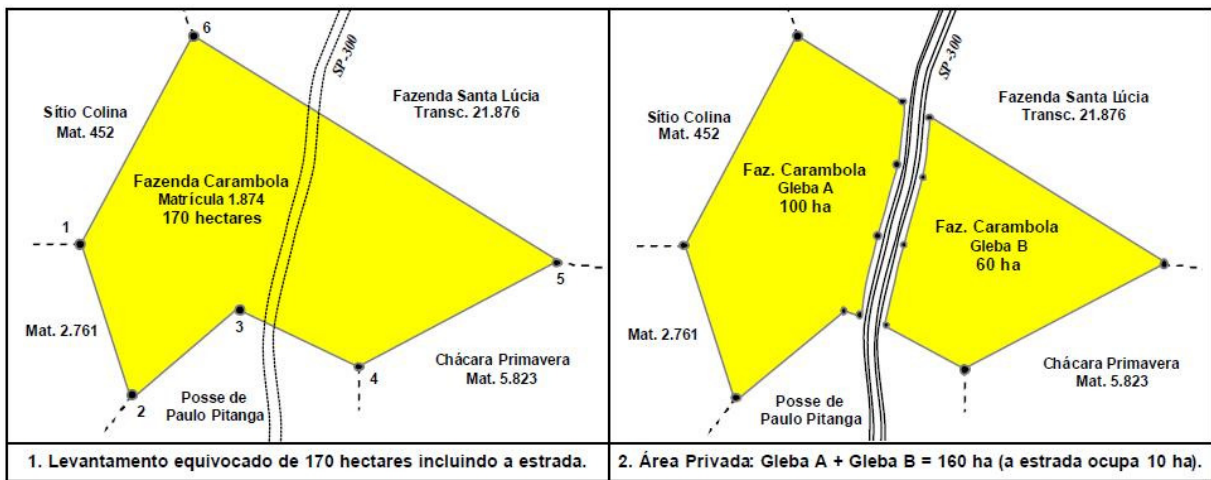 6
SP-300
Sítio Colina
Mat. 452
Fazenda Santa Lúcia
Transc. 21.876
Fazenda Carambola
Matrícula 1.874
170 hectares
1
5
3
Mat. 2.761
4
Chácara Primavera
Mat. 5.823
2
Posse de
Paulo Pitanga
1. Levantamento equivocado de 170 hectares incluindo a estrada.
SP-300
Sítio Colina
Mat. 452
Fazenda Santa Lúcia
Transc. 21.876
Faz. Carambola
Gleba A
100 ha
Faz. Carambola
Gleba B
60 ha
Mat. 2.761
Chácara Primavera
Mat. 5.823
Posse de
Paulo Pitanga
2. Área Privada: Gleba A + Gleba B = 160 ha (a estrada ocupa 10 ha).